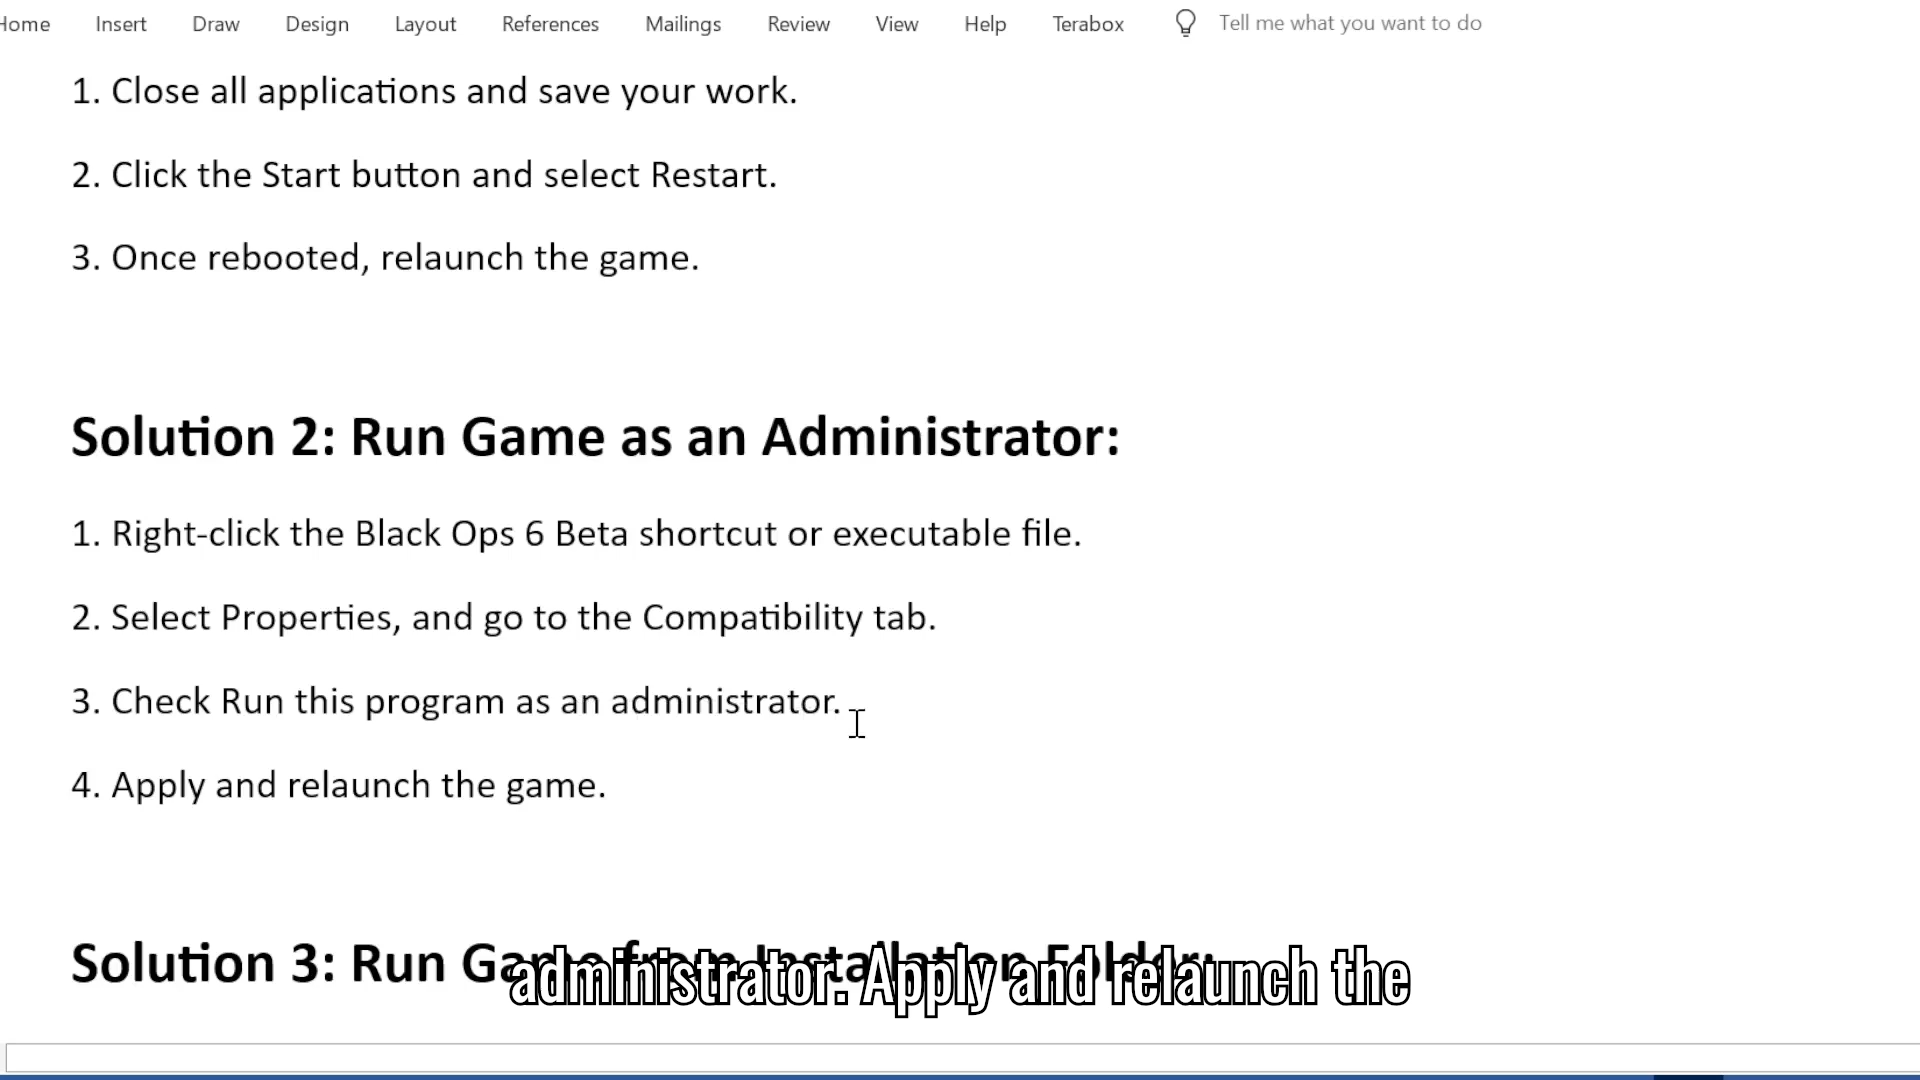 Home Insert Draw Design Layout References Mailings Review View Help Terabox Tell me what you want to do
1. Close all applications and save your work.
2. Click the Start button and select Restart.
3. Once rebooted, relaunch the game.
Solution 2: Run Game as an Administrator:
1. Right-click the Black Ops 6 Beta shortcut or executable file.
2. Select Properties, and go to the Compatibility tab.
3. Check Run this program as an administrator.
4. Apply and relaunch the game.
Solution 3: Run Game from Installation Folder:
administrator. Apply and relaunch the